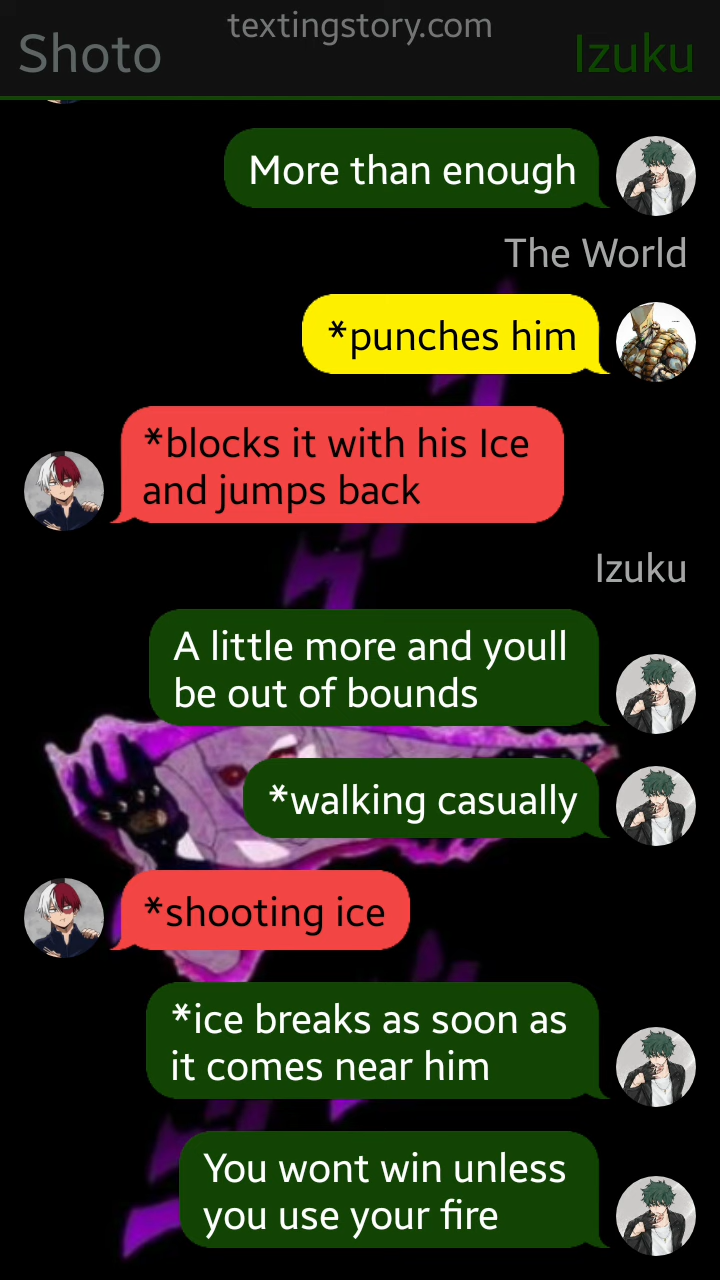 textingstory.com
Shoto
Izuku
More than enough
The World
*punches him
*blocks it with his Ice
and jumps back
Izuku
A little more and youll
be out of bounds
*walking casually
*shooting ice
*ice breaks as soon as
it comes near him
You wont win unless
you use your fire